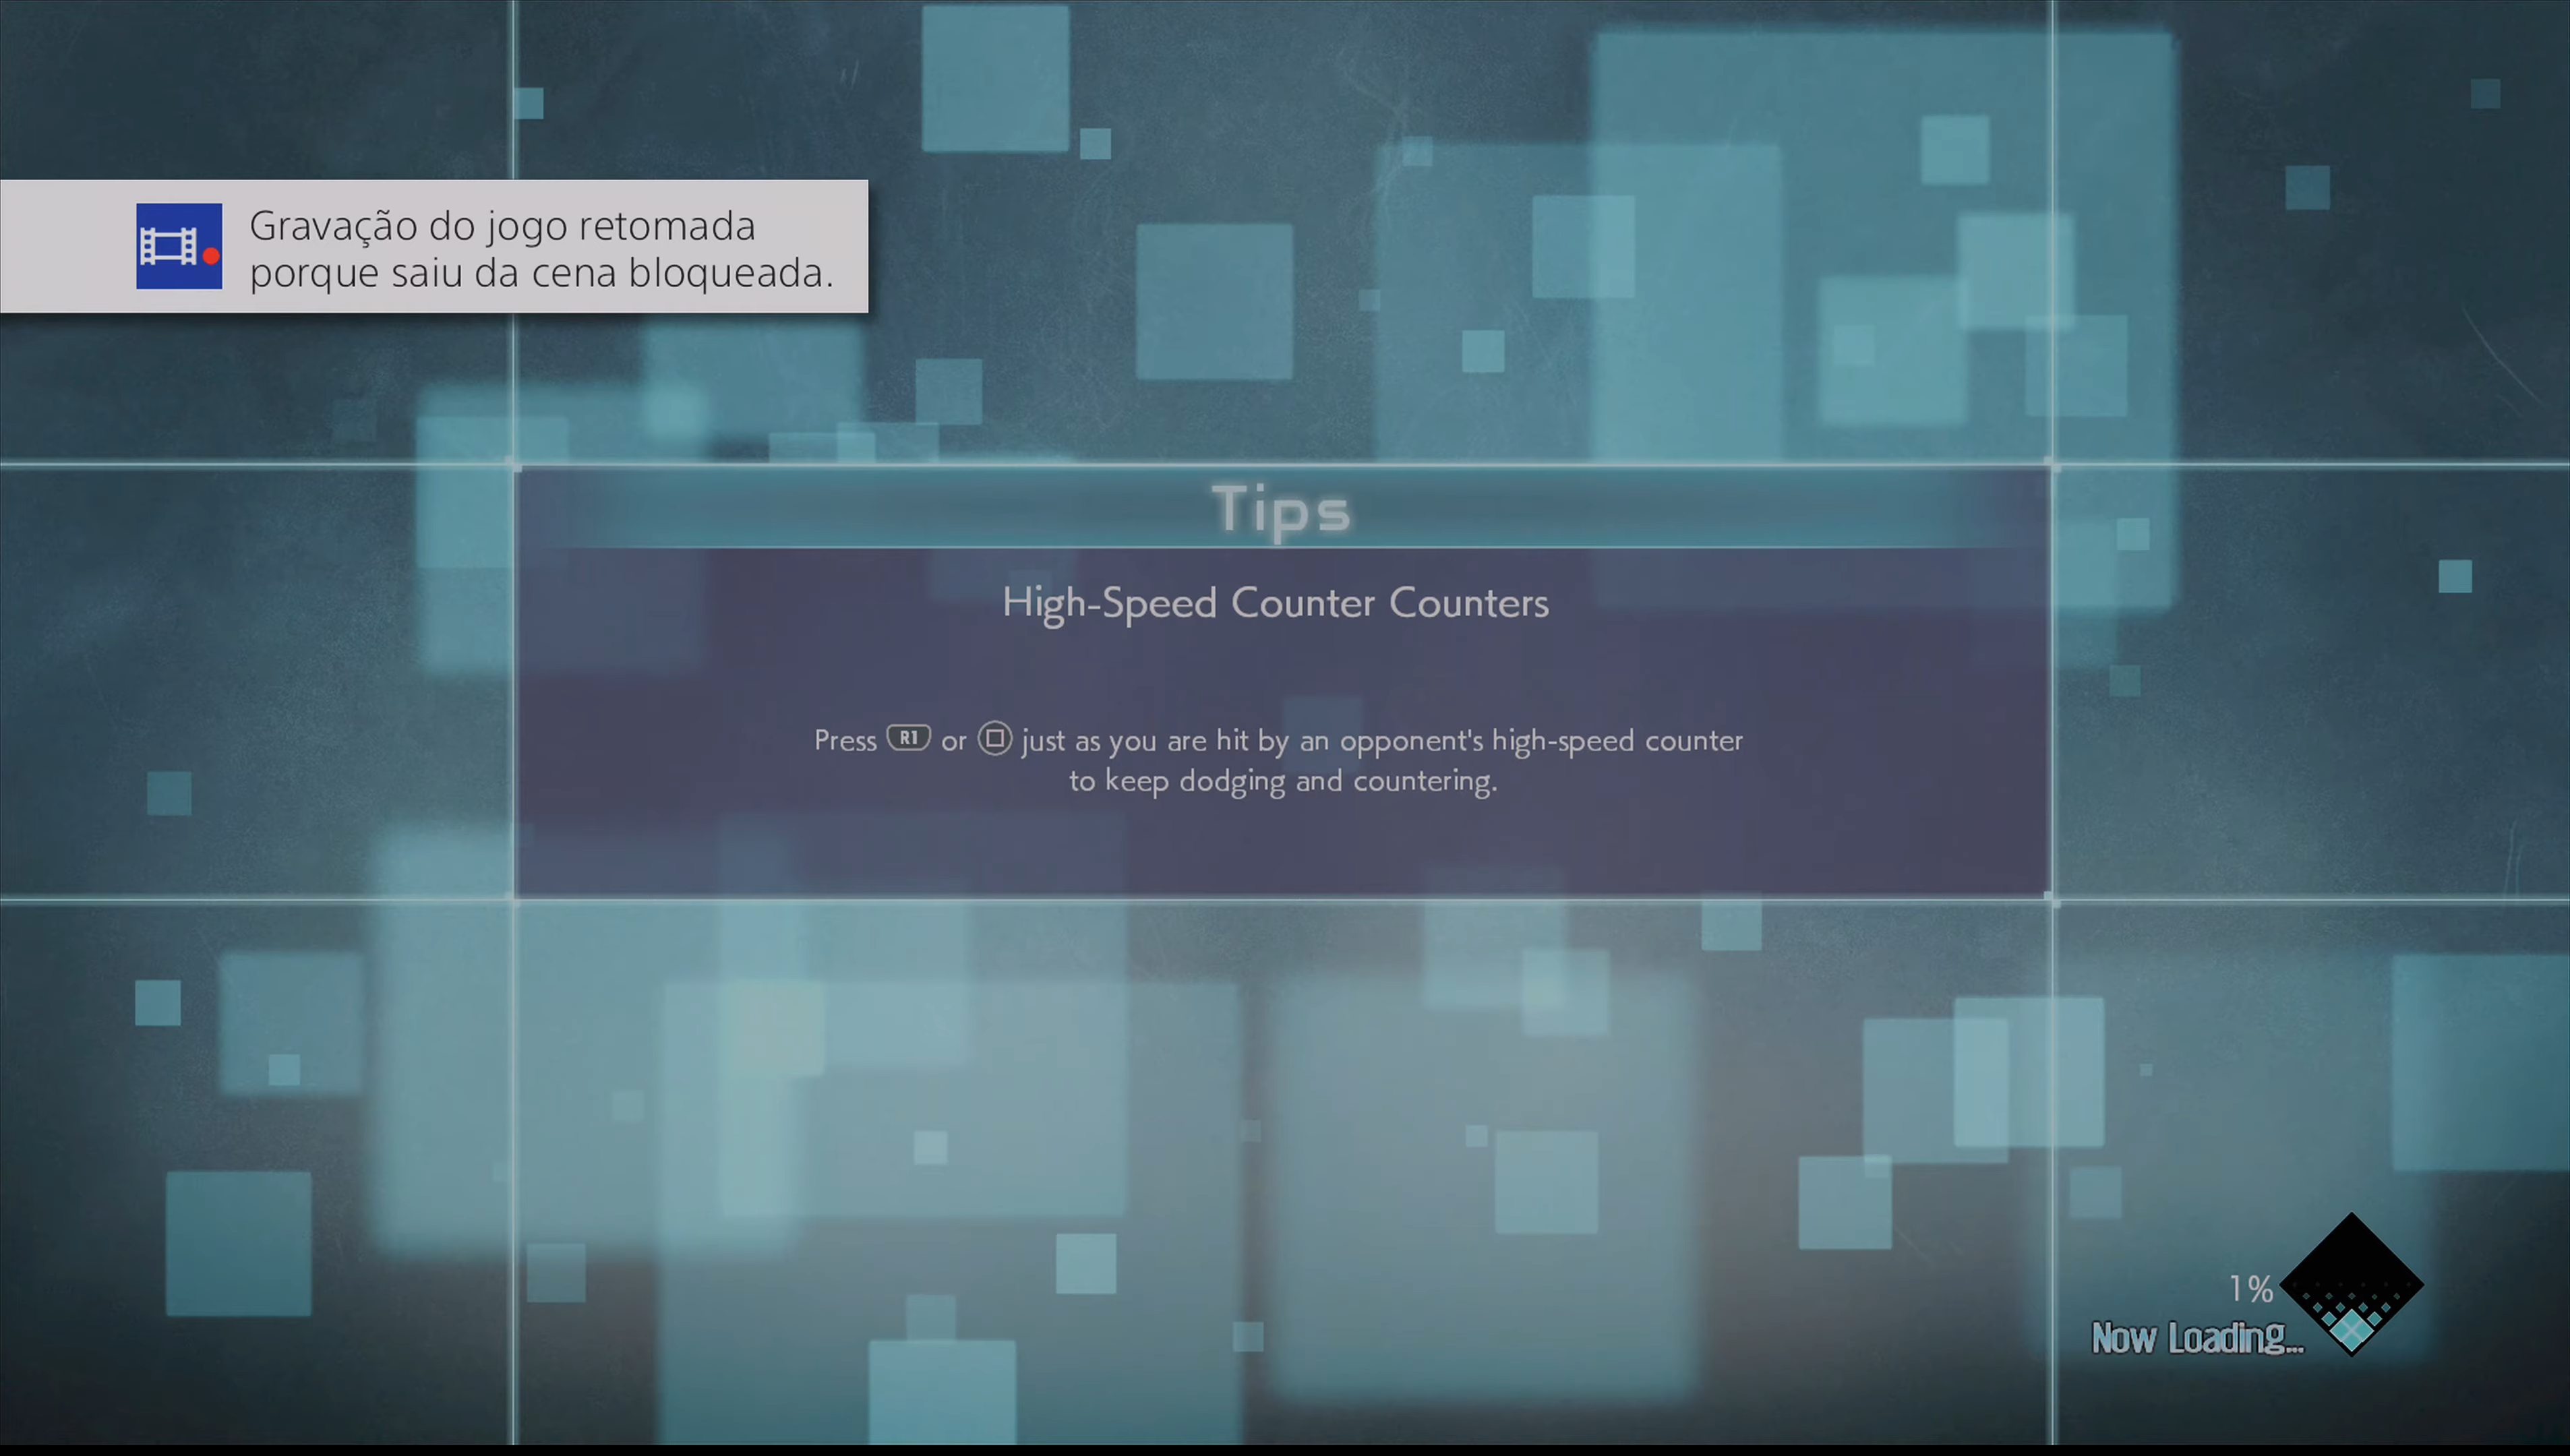 Gravação do jogo retomada
porque saiu da cena bloqueada.
Tips
High-Speed Counter Counters
Press R1 or just as you are hit by an opponent's high-speed counter
to keep dodging and countering.
1%
Now Loading...